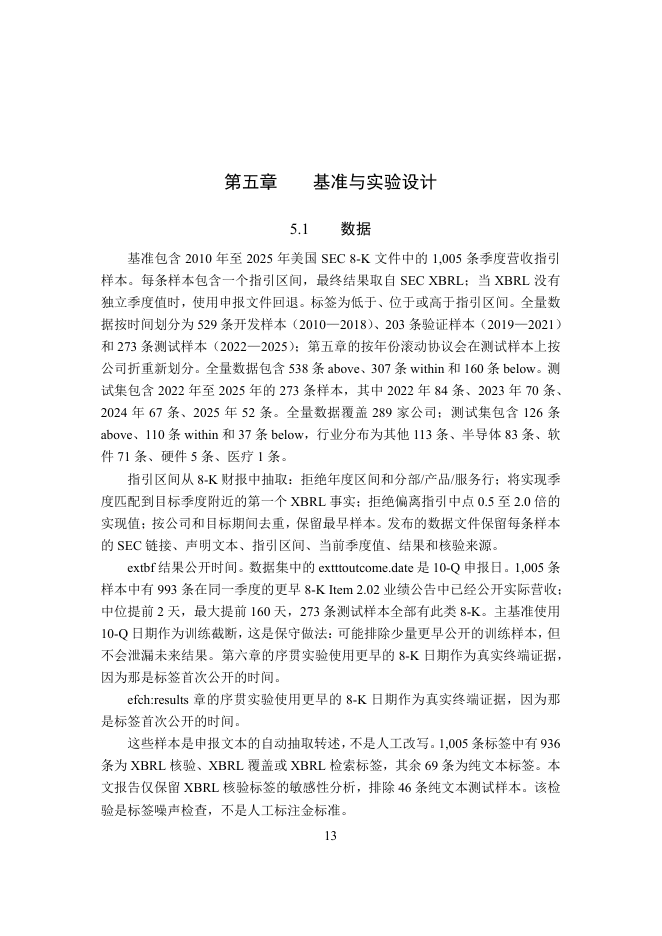 第五章 基准与实验设计
5.1 数据
基准包含 2010 年至 2025 年美国 SEC 8-K 文件中的 1,005 条季度营收指引
样本。每条样本包含一个指引区间，最终结果取自 SEC XBRL；当 XBRL 没有
独立季度值时，使用申报文件回退。标签为低于、位于或高于指引区间。全量数
据按时间划分为 529 条开发样本（2010—2018）、203 条验证样本（2019—2021）
和 273 条测试样本（2022—2025）；第五章的按年份滚动协议会在测试样本上按
公司折重新划分。全量数据包含 538 条 above、307 条 within 和 160 条 below。测
试集包含 2022 年至 2025 年的 273 条样本，其中 2022 年 84 条、2023 年 70 条、
2024 年 67 条、2025 年 52 条。全量数据覆盖 289 家公司；测试集包含 126 条
above、110 条 within 和 37 条 below，行业分布为其他 113 条、半导体 83 条、软
件 71 条、硬件 5 条、医疗 1 条。
指引区间从 8-K 财报中抽取：拒绝年度区间和分部/产品/服务行；将实现季
度匹配到目标季度附近的第一个 XBRL 事实；拒绝偏离指引中点 0.5 至 2.0 倍的
实现值；按公司和目标期间去重，保留最早样本。发布的数据文件保留每条样本
的 SEC 链接、声明文本、指引区间、当前季度值、结果和核验来源。
extbf 结果公开时间。数据集中的 extttoutcome.date 是 10-Q 申报日。1,005 条
样本中有 993 条在同一季度的更早 8-K Item 2.02 业绩公告中已经公开实际营收；
中位提前 2 天，最大提前 160 天，273 条测试样本全部有此类 8-K。主基准使用
10-Q 日期作为训练截断，这是保守做法：可能排除少量更早公开的训练样本，但
不会泄漏未来结果。第六章的序贯实验使用更早的 8-K 日期作为真实终端证据，
因为那是标签首次公开的时间。
efch:results 章的序贯实验使用更早的 8-K 日期作为真实终端证据，因为那
是标签首次公开的时间。
这些样本是申报文本的自动抽取转述，不是人工改写。1,005 条标签中有 936
条为 XBRL 核验、XBRL 覆盖或 XBRL 检索标签，其余 69 条为纯文本标签。本
文报告仅保留 XBRL 核验标签的敏感性分析，排除 46 条纯文本测试样本。该检
验是标签噪声检查，不是人工标注金标准。
13